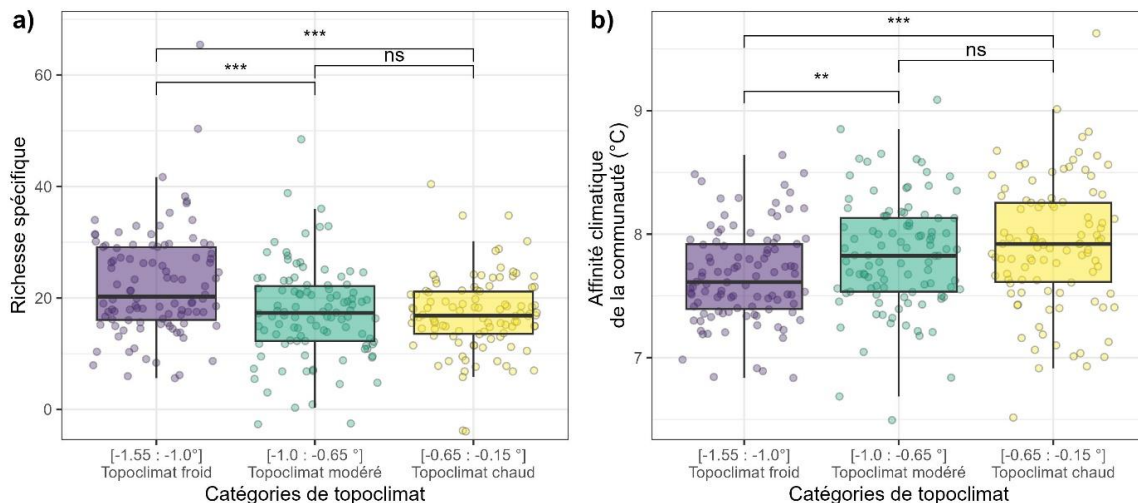 a)
***
***
ns
60
40
20
0
Richesse spécifique
[-1.55 : -1.0°]
Topoclimat froid
[-1.0 : -0.65 °]
Topoclimat modéré
[-0.65 : -0.15 °]
Topoclimat chaud
Catégories de topoclimat
b)
***
ns
**
9
8
7
Affinité climatique
de la communauté (°C)
[-1.55 : -1.0°]
Topoclimat froid
[-1.0 : -0.65 °]
Topoclimat modéré
[-0.65 : -0.15 °]
Topoclimat chaud
Catégories de topoclimat